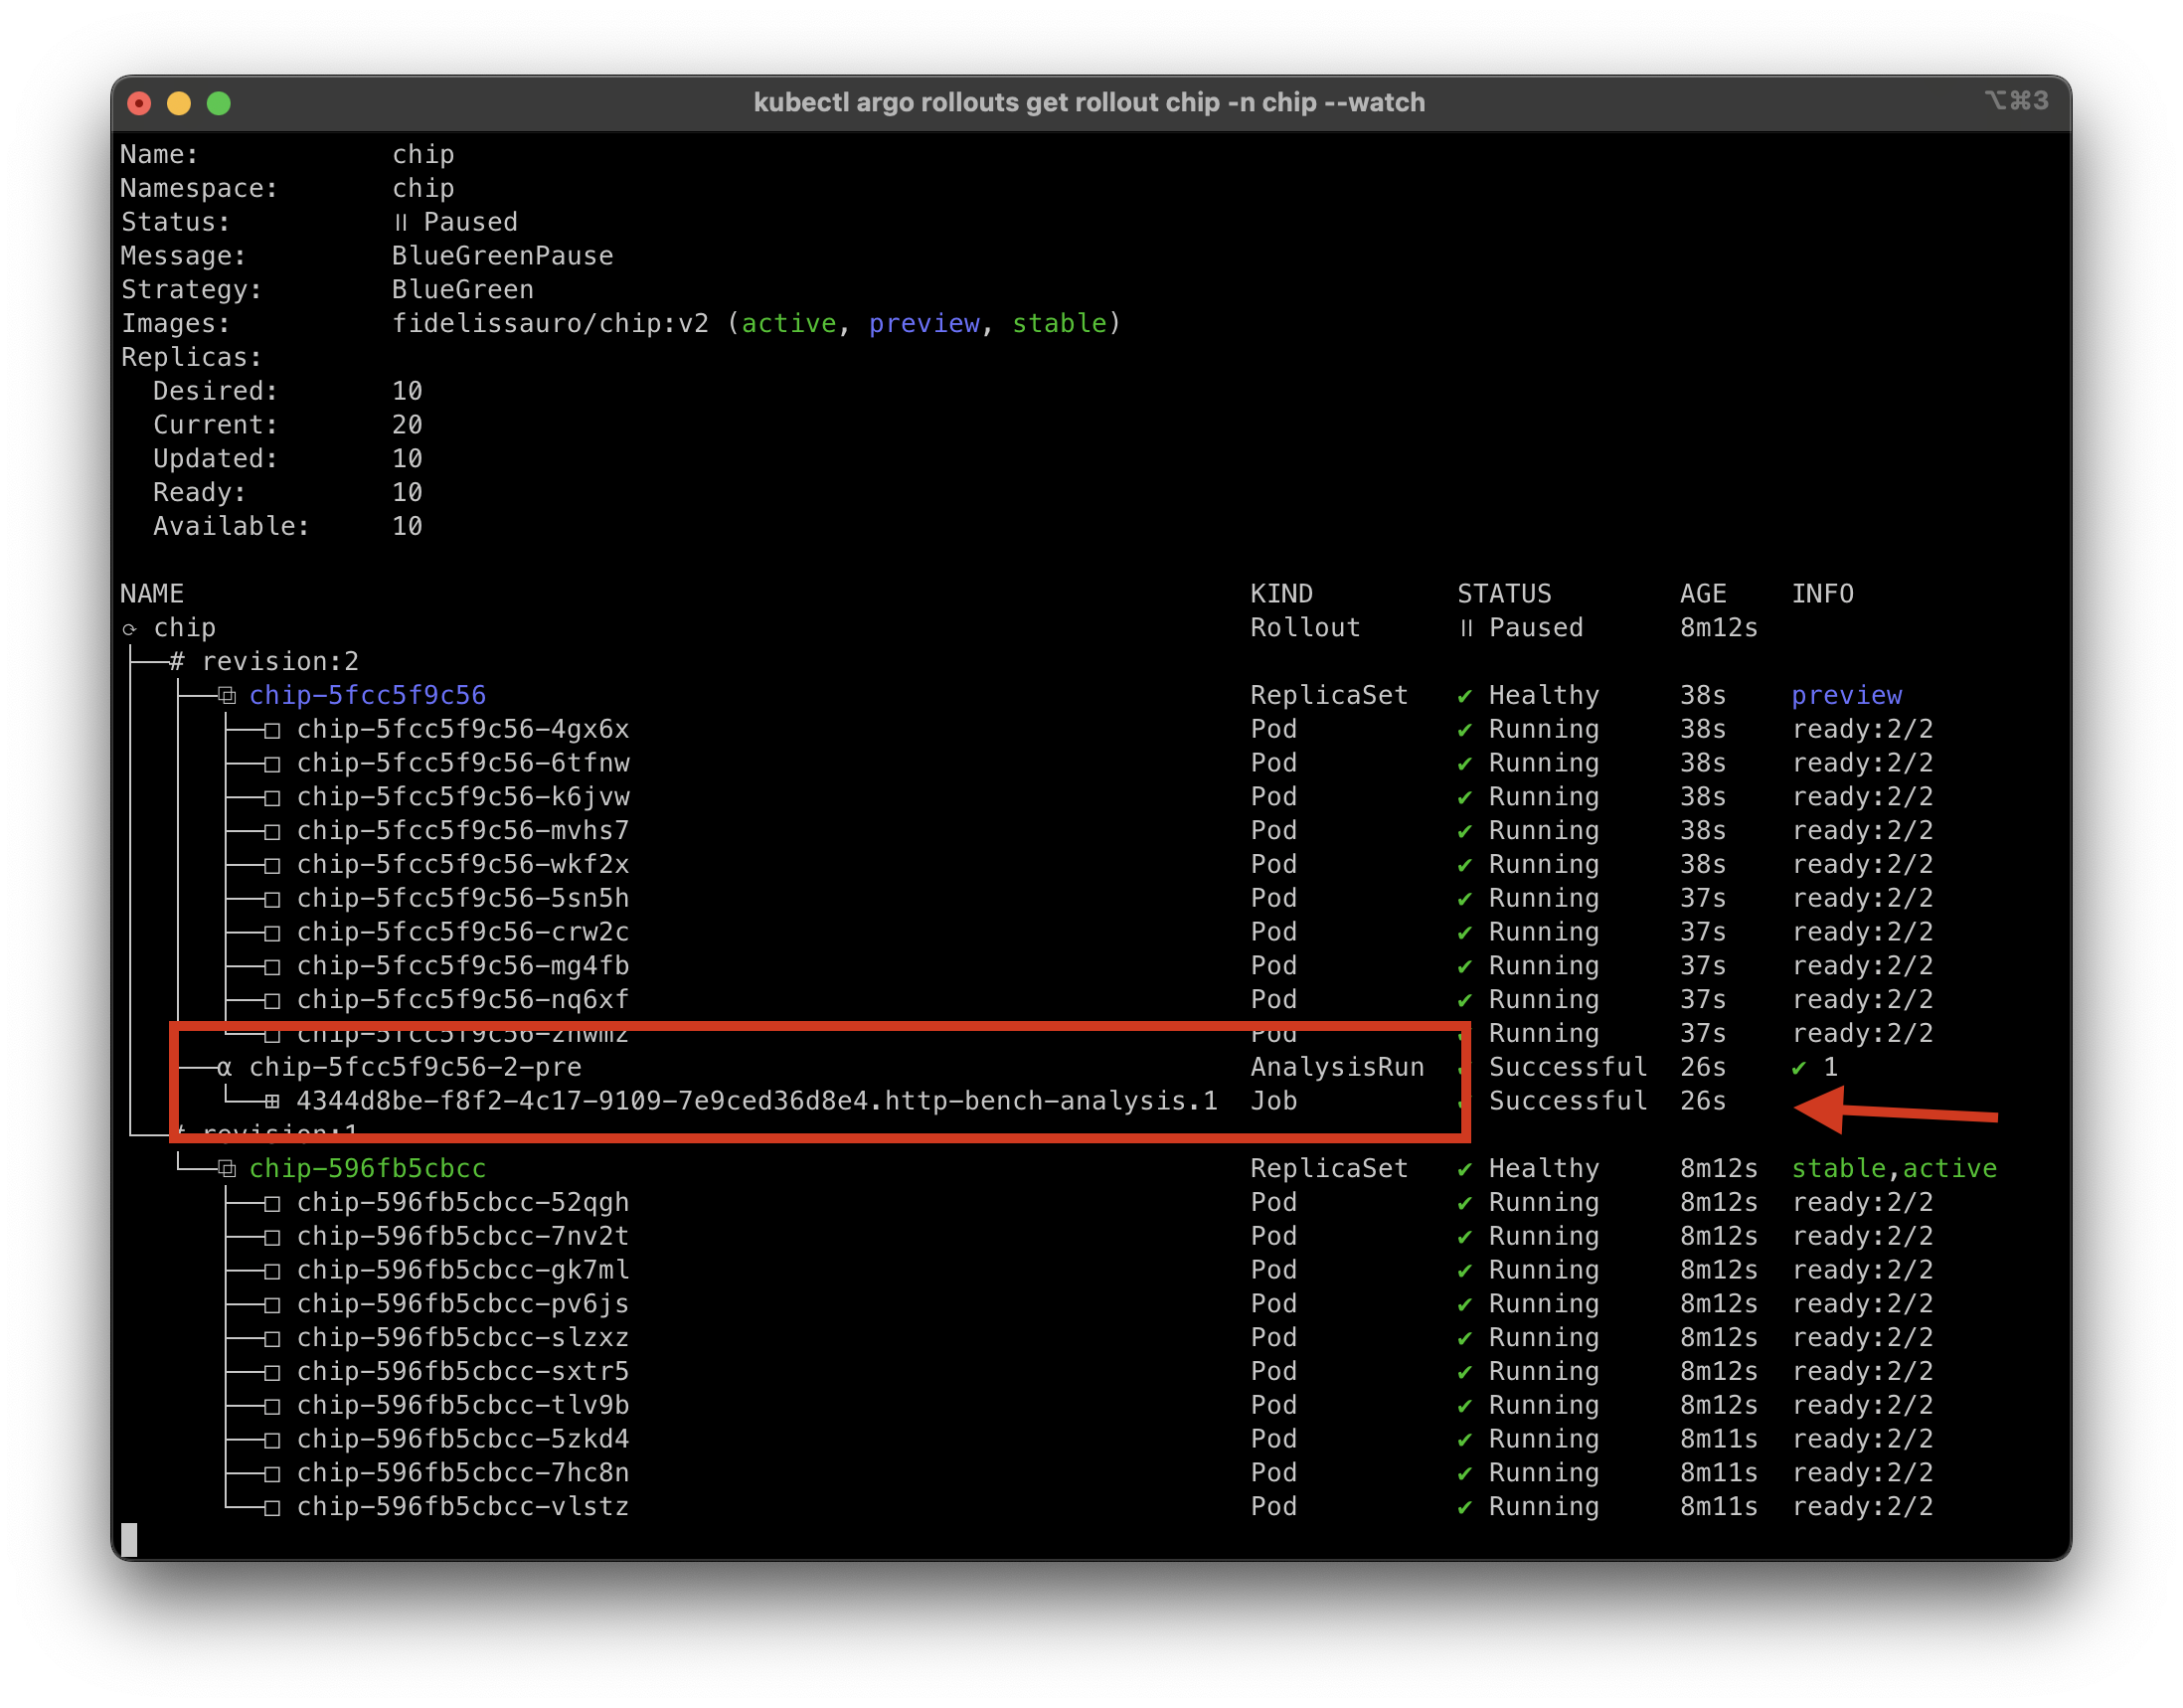 kubectl argo rollouts get rollout chip -n chip --watch ⌥⌘3
Name: chip
Namespace: chip
Status: ॥ Paused
Message: BlueGreenPause
Strategy: BlueGreen
Images: fidelissauro/chip:v2 (active, preview, stable)
Replicas:
Desired: 10
Current: 20
Updated: 10
Ready: 10
Available: 10
NAME KIND STATUS AGE INFO
⟳ chip Rollout ॥ Paused 8m12s
├──# revision:2
│ ├──⧉ chip-5fcc5f9c56 ReplicaSet ✔ Healthy 38s preview
│ │ ├──□ chip-5fcc5f9c56-4gx6x Pod ✔ Running 38s ready:2/2
│ │ ├──□ chip-5fcc5f9c56-6tfnw Pod ✔ Running 38s ready:2/2
│ │ ├──□ chip-5fcc5f9c56-k6jvw Pod ✔ Running 38s ready:2/2
│ │ ├──□ chip-5fcc5f9c56-mvhs7 Pod ✔ Running 38s ready:2/2
│ │ ├──□ chip-5fcc5f9c56-wkf2x Pod ✔ Running 38s ready:2/2
│ │ ├──□ chip-5fcc5f9c56-5sn5h Pod ✔ Running 37s ready:2/2
│ │ ├──□ chip-5fcc5f9c56-crw2c Pod ✔ Running 37s ready:2/2
│ │ ├──□ chip-5fcc5f9c56-mg4fb Pod ✔ Running 37s ready:2/2
│ │ ├──□ chip-5fcc5f9c56-nq6xf Pod ✔ Running 37s ready:2/2
│ │ └──□ Pod ✔ Running 37s ready:2/2
│ ├──α chip-5fcc5f9c56-2-pre AnalysisRun ✔ Successful 26s ✔ 1
│ └──⊞ 4344d8be-f8f2-4c17-9109-7e9ced36d8e4.http-bench-analysis.1 Job ✔ Successful 26s
└──# revision:1
└──⧉ chip-596fb5cbcc ReplicaSet ✔ Healthy 8m12s stable,active
├──□ chip-596fb5cbcc-52qgh Pod ✔ Running 8m12s ready:2/2
├──□ chip-596fb5cbcc-7nv2t Pod ✔ Running 8m12s ready:2/2
├──□ chip-596fb5cbcc-gk7ml Pod ✔ Running 8m12s ready:2/2
├──□ chip-596fb5cbcc-pv6js Pod ✔ Running 8m12s ready:2/2
├──□ chip-596fb5cbcc-slzxz Pod ✔ Running 8m12s ready:2/2
├──□ chip-596fb5cbcc-sxtr5 Pod ✔ Running 8m12s ready:2/2
├──□ chip-596fb5cbcc-tlv9b Pod ✔ Running 8m12s ready:2/2
├──□ chip-596fb5cbcc-5zkd4 Pod ✔ Running 8m11s ready:2/2
├──□ chip-596fb5cbcc-7hc8n Pod ✔ Running 8m11s ready:2/2
└──□ chip-596fb5cbcc-vlstz Pod ✔ Running 8m11s ready:2/2